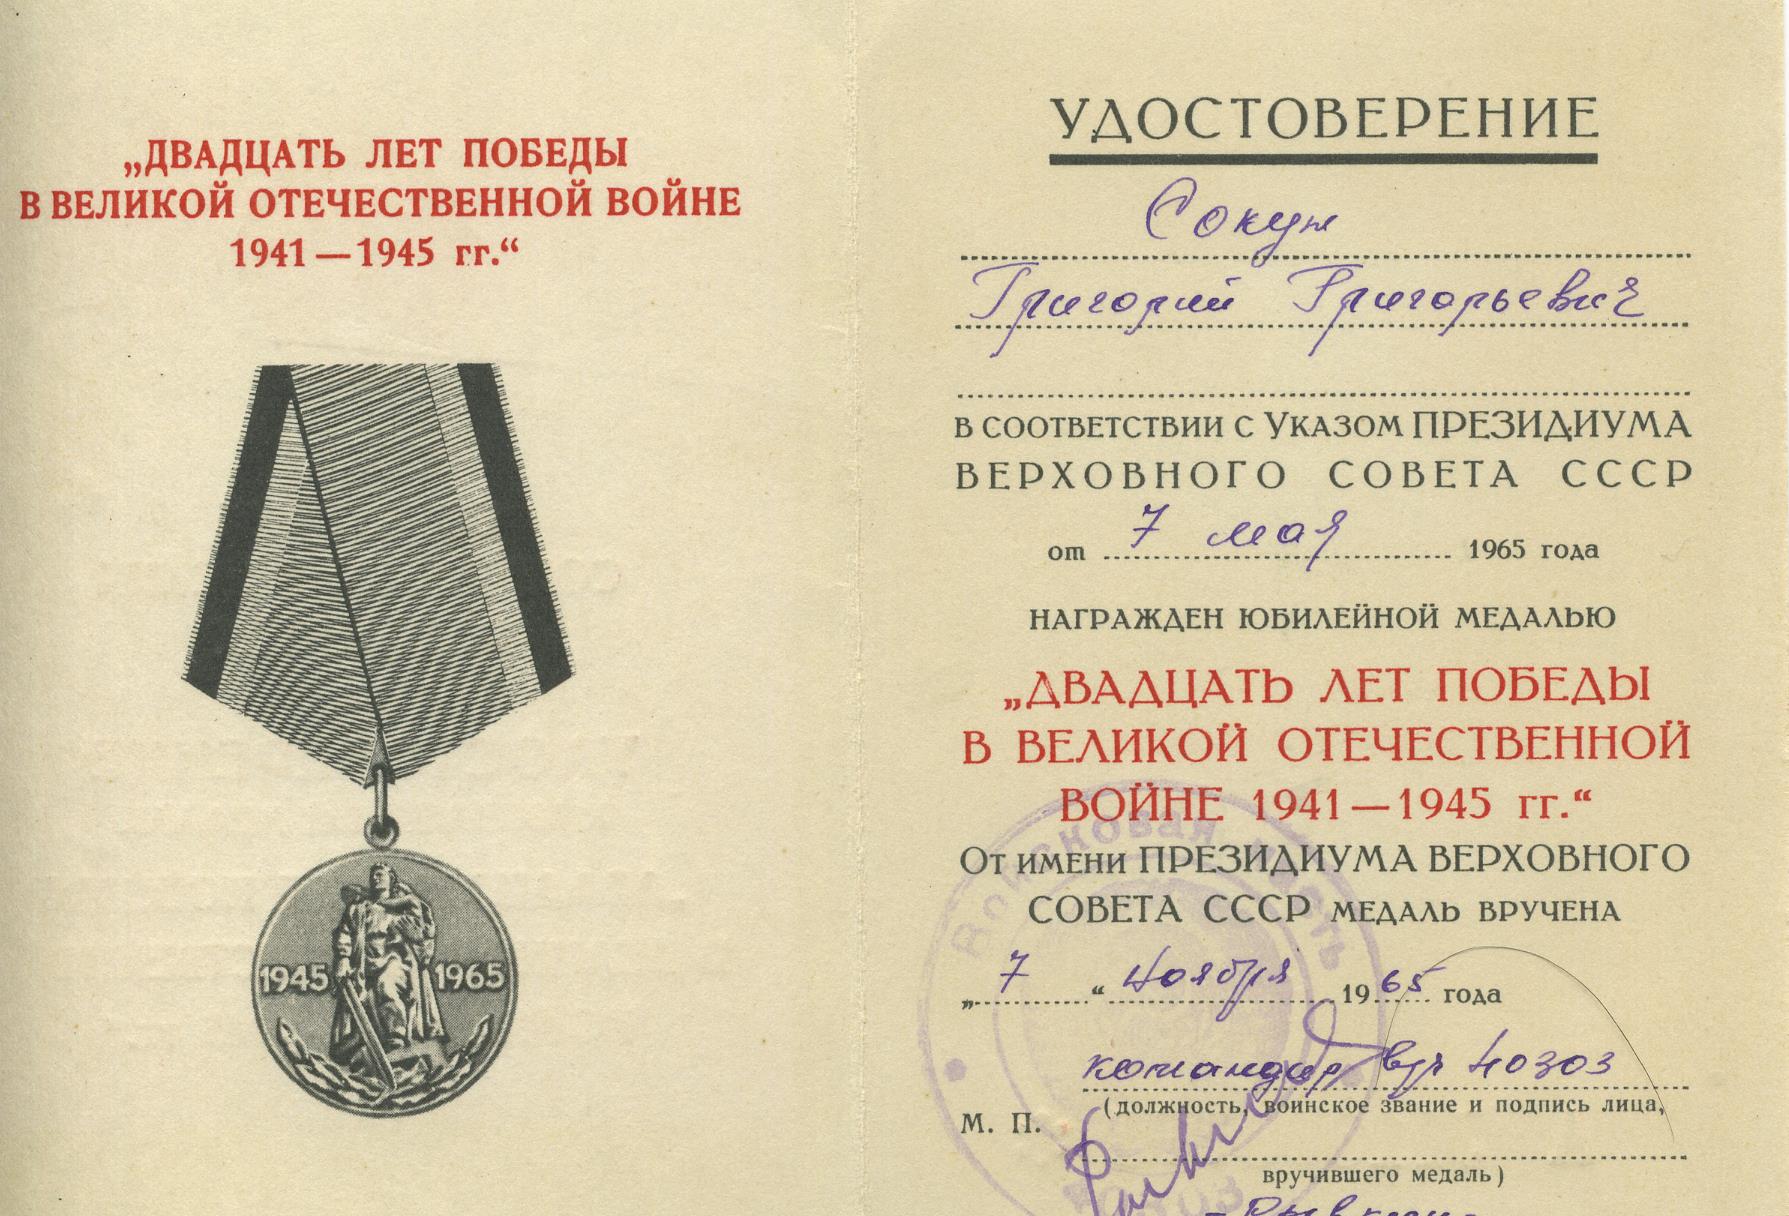 „ДВАДЦАТЬ ЛЕТ ПОБЕДЫ
В ВЕЛИКОЙ ОТЕЧЕСТВЕННОЙ ВОЙНЕ
1941—1945 гг.“
1945 1965
УДОСТОВЕРЕНИЕ
Сокун
Григорий Григорьевич
В СООТВЕТСТВИИ С УКАЗОМ ПРЕЗИДИУМА
ВЕРХОВНОГО СОВЕТА СССР
от 7 мая 1965 года
НАГРАЖДЕН ЮБИЛЕЙНОЙ МЕДАЛЬЮ
„ДВАДЦАТЬ ЛЕТ ПОБЕДЫ
В ВЕЛИКОЙ ОТЕЧЕСТВЕННОЙ
ВОЙНЕ 1941—1945 гг.“
ОТ ИМЕНИ ПРЕЗИДИУМА ВЕРХОВНОГО
СОВЕТА СССР МЕДАЛЬ ВРУЧЕНА
„7“ ноября 1965 года
командир в/ч 40303
(должность, воинское звание и подпись лица,
М. П.
вручившего медаль)
Войсковая часть